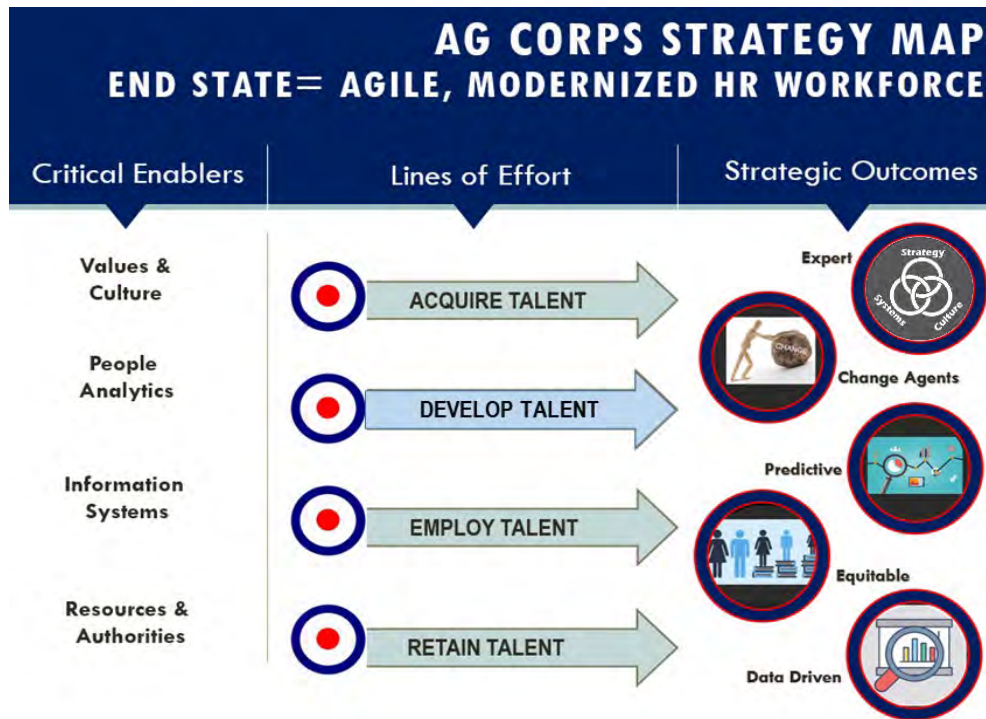 AG CORPS STRATEGY MAP
END STATE= AGILE, MODERNIZED HR WORKFORCE
Critical Enablers
Lines of Effort
Strategic Outcomes
Values &
Culture
People
Analytics
Information
Systems
Resources &
Authorities
ACQUIRE TALENT
DEVELOP TALENT
EMPLOY TALENT
RETAIN TALENT
Expert
Strategy
Systems
Culture
CHANGE
Change Agents
Predictive
Equitable
Data Driven